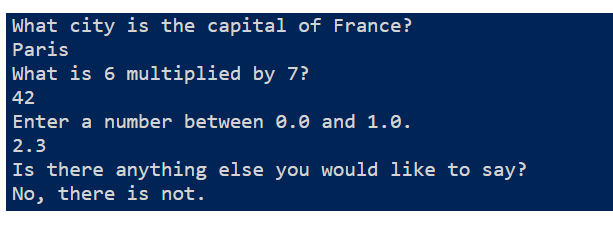 What city is the capital of France?
Paris
What is 6 multiplied by 7?
42
Enter a number between 0.0 and 1.0.
2.3
Is there anything else you would like to say?
No, there is not.